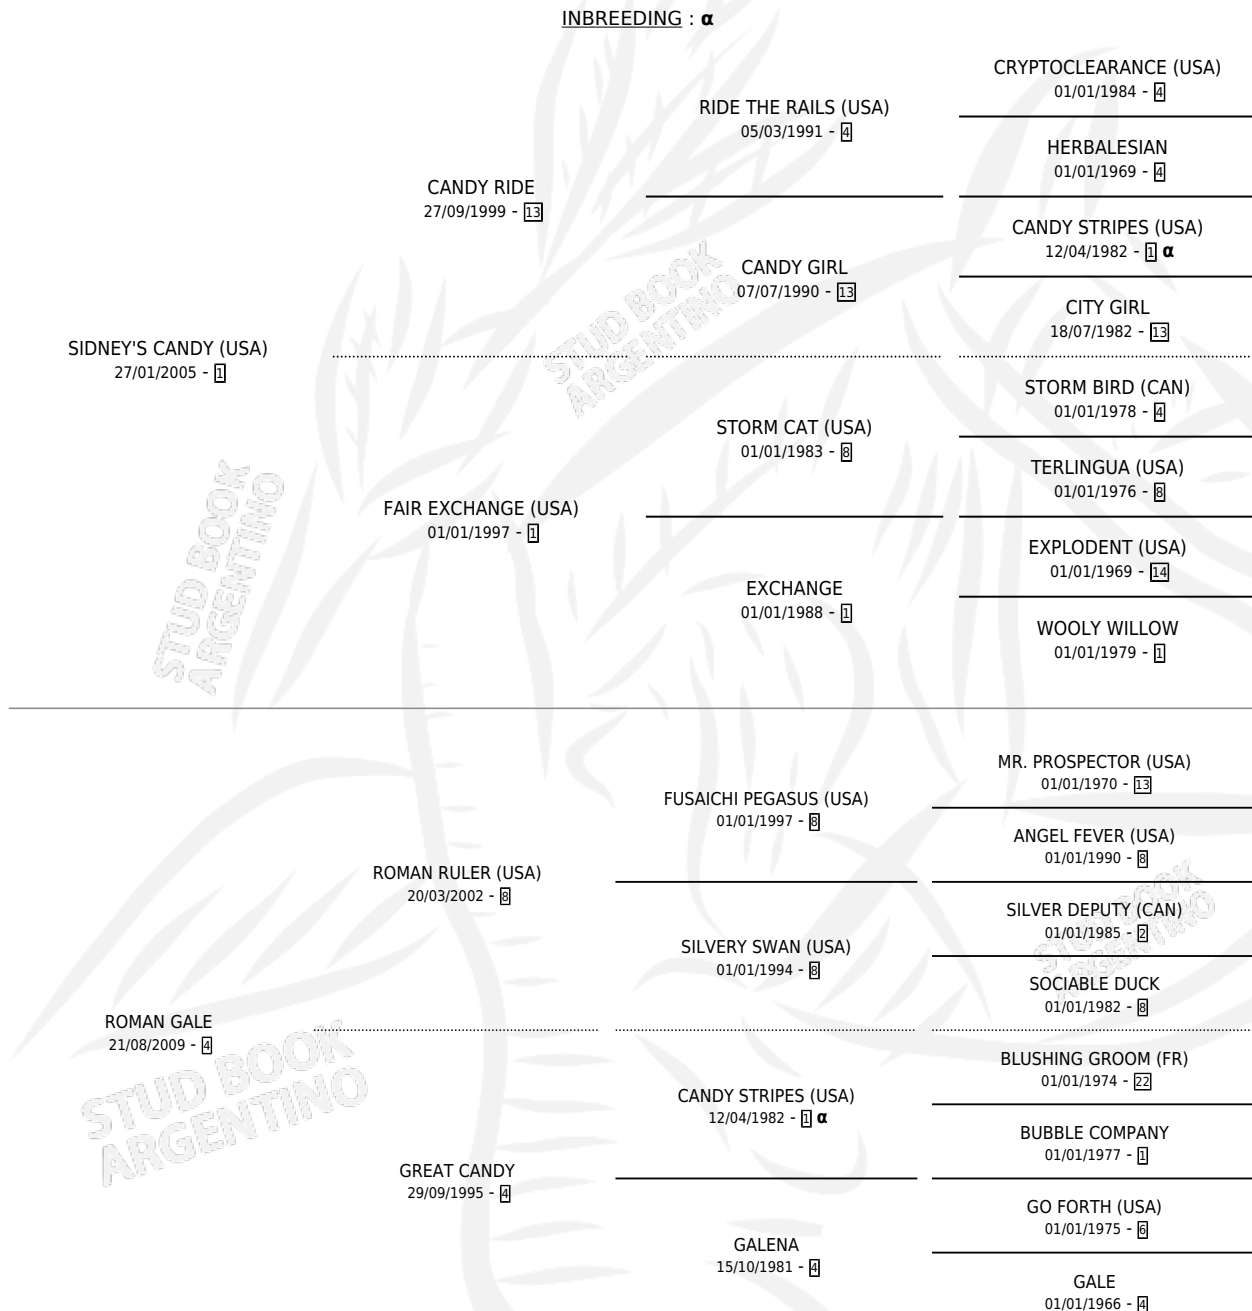 INBREEDING : α
CRYPTOCLEARANCE (USA)
01/01/1984 - 4
RIDE THE RAILS (USA)
05/03/1991 - 4
HERBALESIAN
01/01/1969 - 4
CANDY RIDE
27/09/1999 - 13
CANDY STRIPES (USA)
12/04/1982 - 1 α
CANDY GIRL
07/07/1990 - 13
CITY GIRL
18/07/1982 - 13
SIDNEY'S CANDY (USA)
27/01/2005 - 1
STORM BIRD (CAN)
01/01/1978 - 4
STORM CAT (USA)
01/01/1983 - 8
TERLINGUA (USA)
01/01/1976 - 8
FAIR EXCHANGE (USA)
01/01/1997 - 1
EXPLODENT (USA)
01/01/1969 - 14
EXCHANGE
01/01/1988 - 1
WOOLY WILLOW
01/01/1979 - 1
MR. PROSPECTOR (USA)
01/01/1970 - 13
FUSAICHI PEGASUS (USA)
01/01/1997 - 8
ANGEL FEVER (USA)
01/01/1990 - 8
ROMAN RULER (USA)
20/03/2002 - 8
SILVER DEPUTY (CAN)
01/01/1985 - 2
SILVERY SWAN (USA)
01/01/1994 - 8
SOCIABLE DUCK
01/01/1982 - 8
ROMAN GALE
21/08/2009 - 4
BLUSHING GROOM (FR)
01/01/1974 - 22
CANDY STRIPES (USA)
12/04/1982 - 1 α
BUBBLE COMPANY
01/01/1977 - 1
GREAT CANDY
29/09/1995 - 4
GO FORTH (USA)
01/01/1975 - 6
GALENA
15/10/1981 - 4
GALE
01/01/1966 - 4
STUD BOOK
ARGENTINO
STUD BOOK
ARGENTINO
STUD BOOK
ARGENTINO
STUD BOOK
ARGENTINO